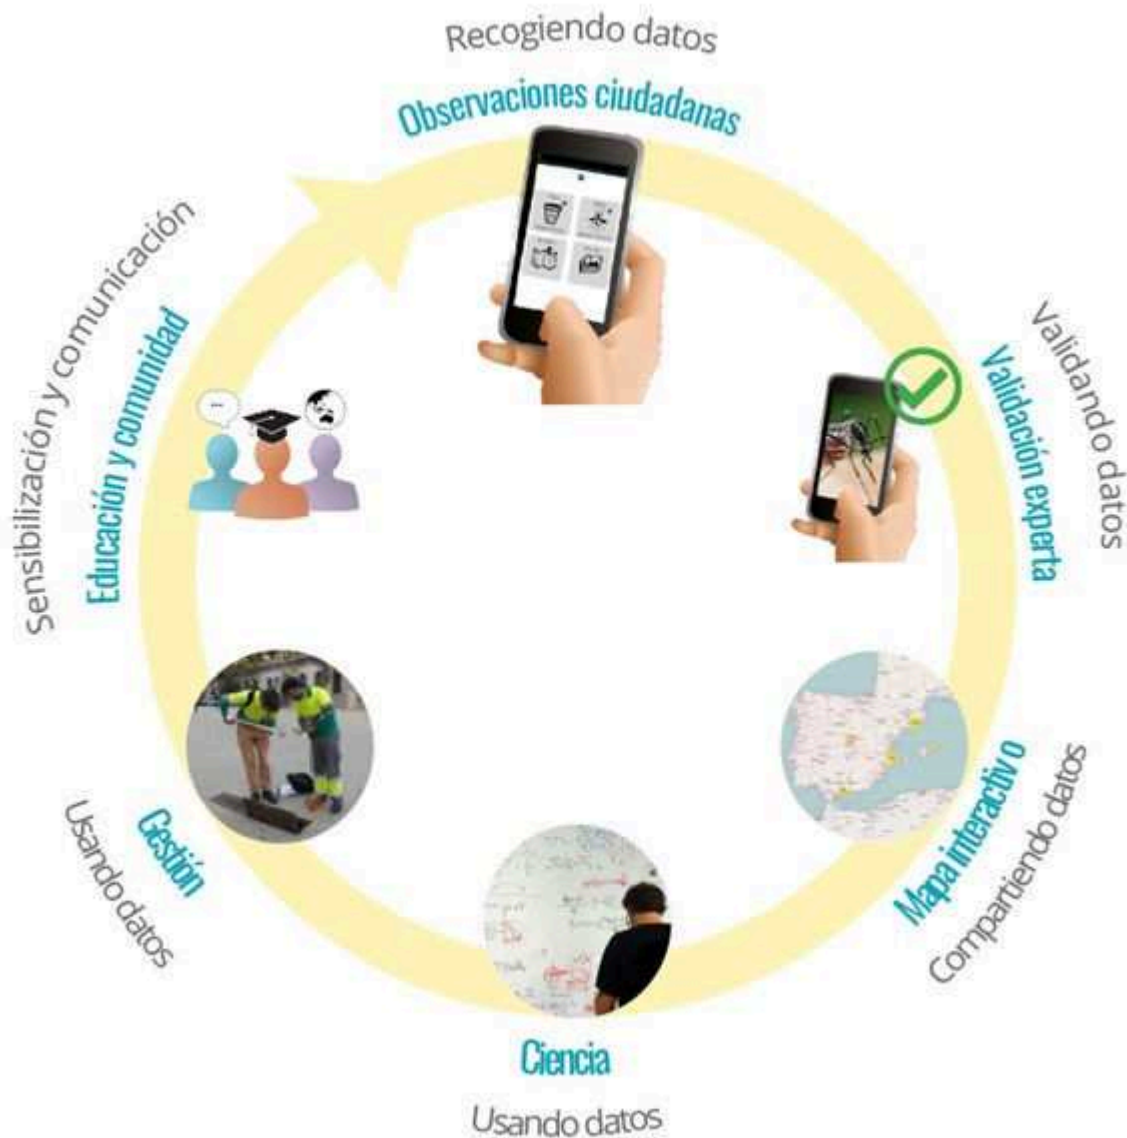 Recogiendo datos
Observaciones ciudadanas
Validando datos
Validación experta
Mapa interactivo
Compartiendo datos
Ciencia
Usando datos
Gestión
Usando datos
Sensibilización y comunicación
Educación y comunidad